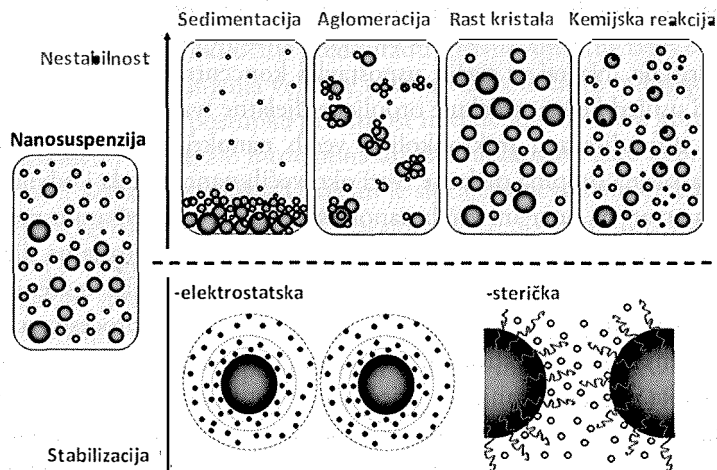 Sedimentacija
Aglomeracija
Rast kristala
Kemijska reakcija
Nestabilnost
Nanosuspenzija
-elektrostatska
-sterička
Stabilizacija